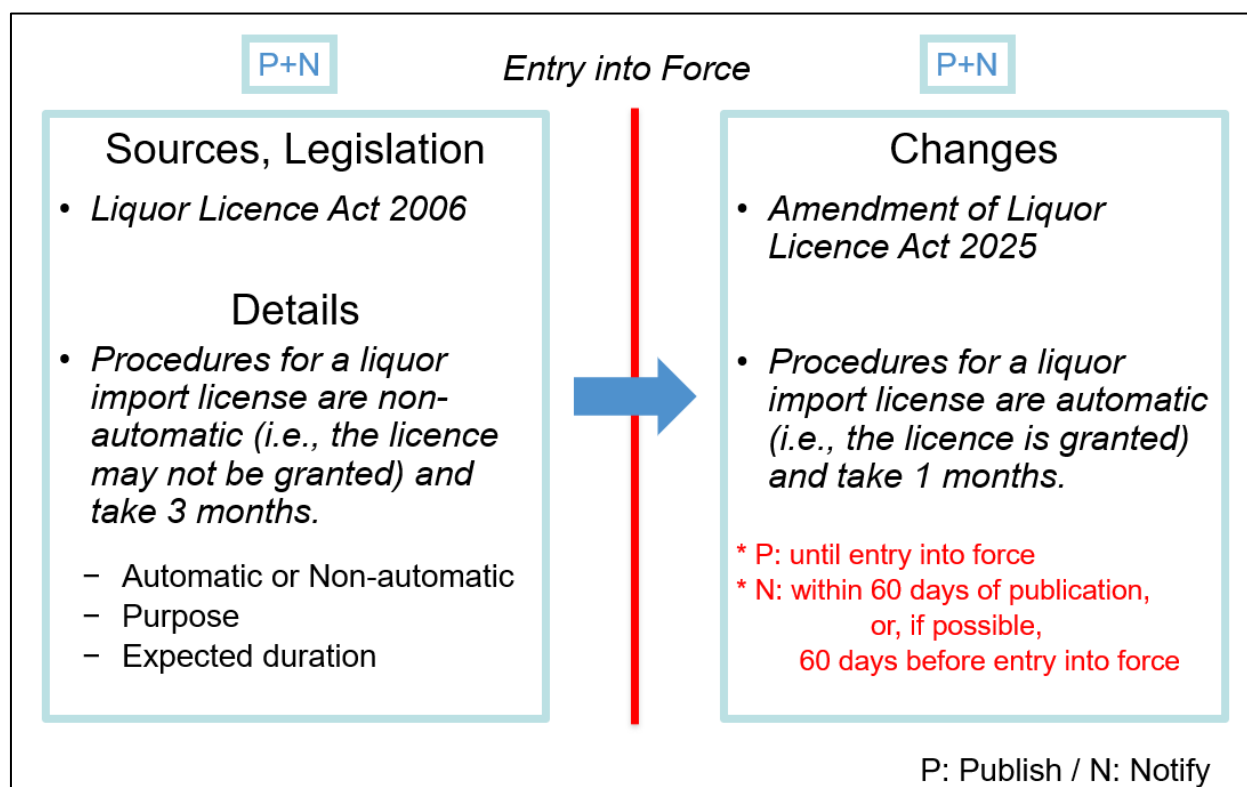 P+N
Entry into Force
P+N
Sources, Legislation
• Liquor Licence Act 2006
Details
• Procedures for a liquor
import license are non-
automatic (i.e., the licence
may not be granted) and
take 3 months.
− Automatic or Non-automatic
− Purpose
− Expected duration
Changes
• Amendment of Liquor
Licence Act 2025
• Procedures for a liquor
import license are automatic
(i.e., the licence is granted)
and take 1 months.
* P: until entry into force
* N: within 60 days of publication,
or, if possible,
60 days before entry into force
P: Publish / N: Notify